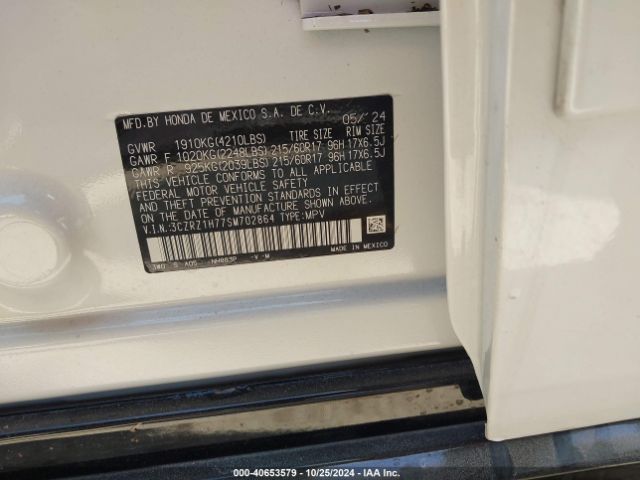 MFD.BY HONDA DE MEXICO S.A. DE C.V. 05/'24
GVWR 1910KG(4210LBS) TIRE SIZE RIM SIZE
GAWR F 1020KG(2248LBS) 215/60R17 96H 17X6.5J
GAWR R 925KG(2055LBS) 215/60R17 96H 17X6.5J
THIS VEHICLE CONFORMS TO ALL APPLICABLE
FEDERAL MOTOR VEHICLE SAFETY
AND THEFT PREVENTION STANDARDS IN EFFECT
ON THE DATE OF MANUFACTURE SHOWN ABOVE.
V.I.N.:3CZRZ1H77SM702864 TYPE:MPV
MADE IN MEXICO
000-40653579 - 10/25/2024 - IAA Inc.